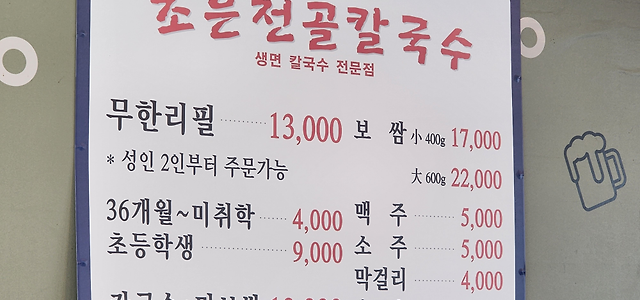 조은전골칼국수
생면 칼국수 전문점
무한리필 13,000
* 성인 2인부터 주문가능
36개월~미취학 4,000
초등학생 9,000
보 쌈 小 400g 17,000
大 600g 22,000
맥 주 5,000
소 주 5,000
막걸리 4,000